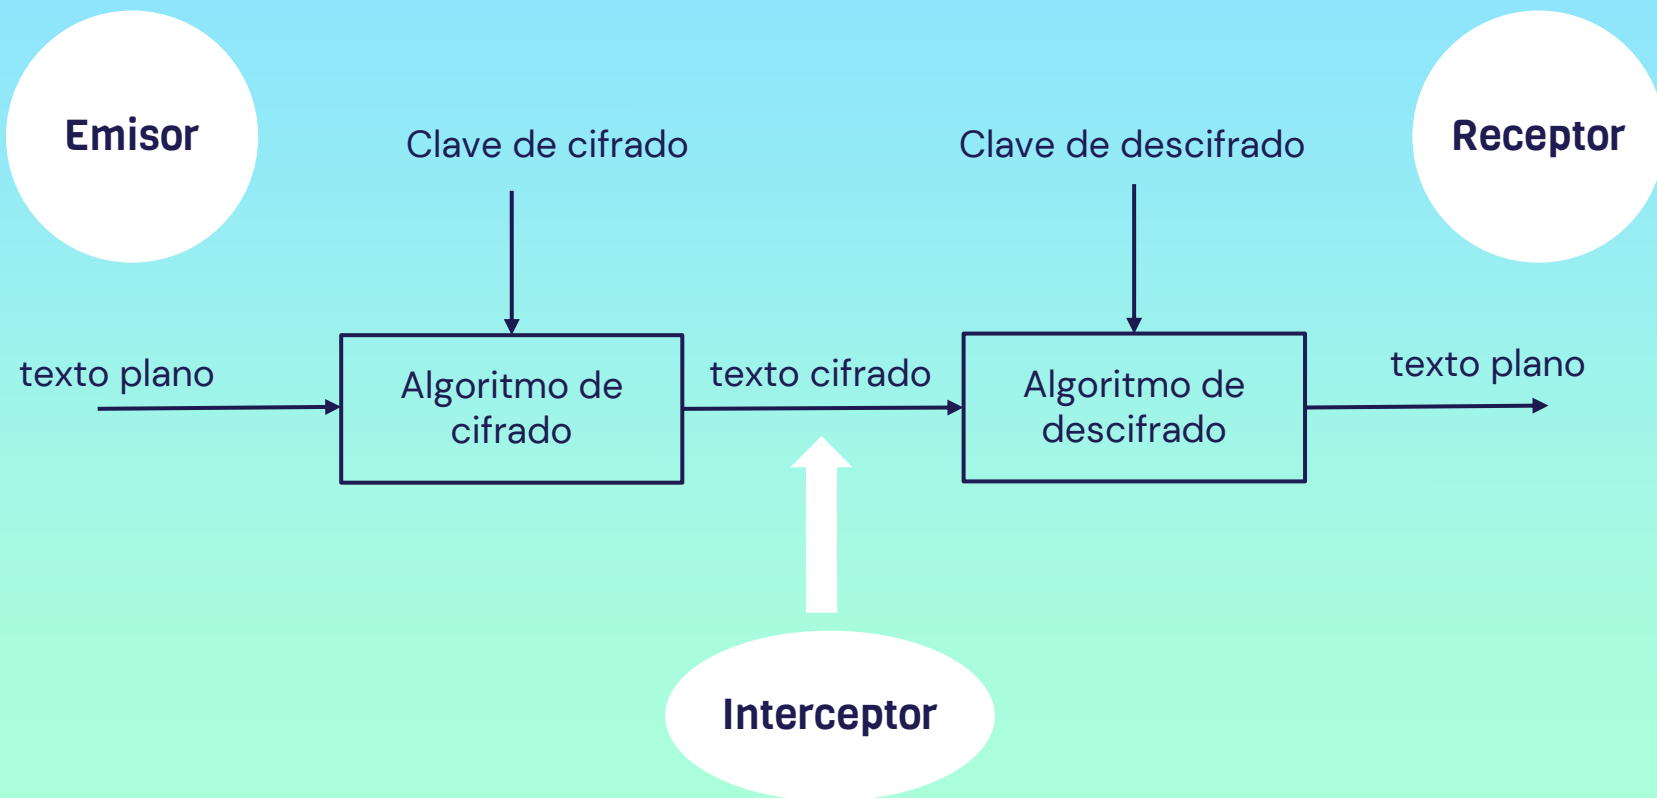 Emisor
Clave de cifrado
Clave de descifrado
Receptor
texto plano
Algoritmo de
cifrado
texto cifrado
Algoritmo de
descifrado
texto plano
Interceptor